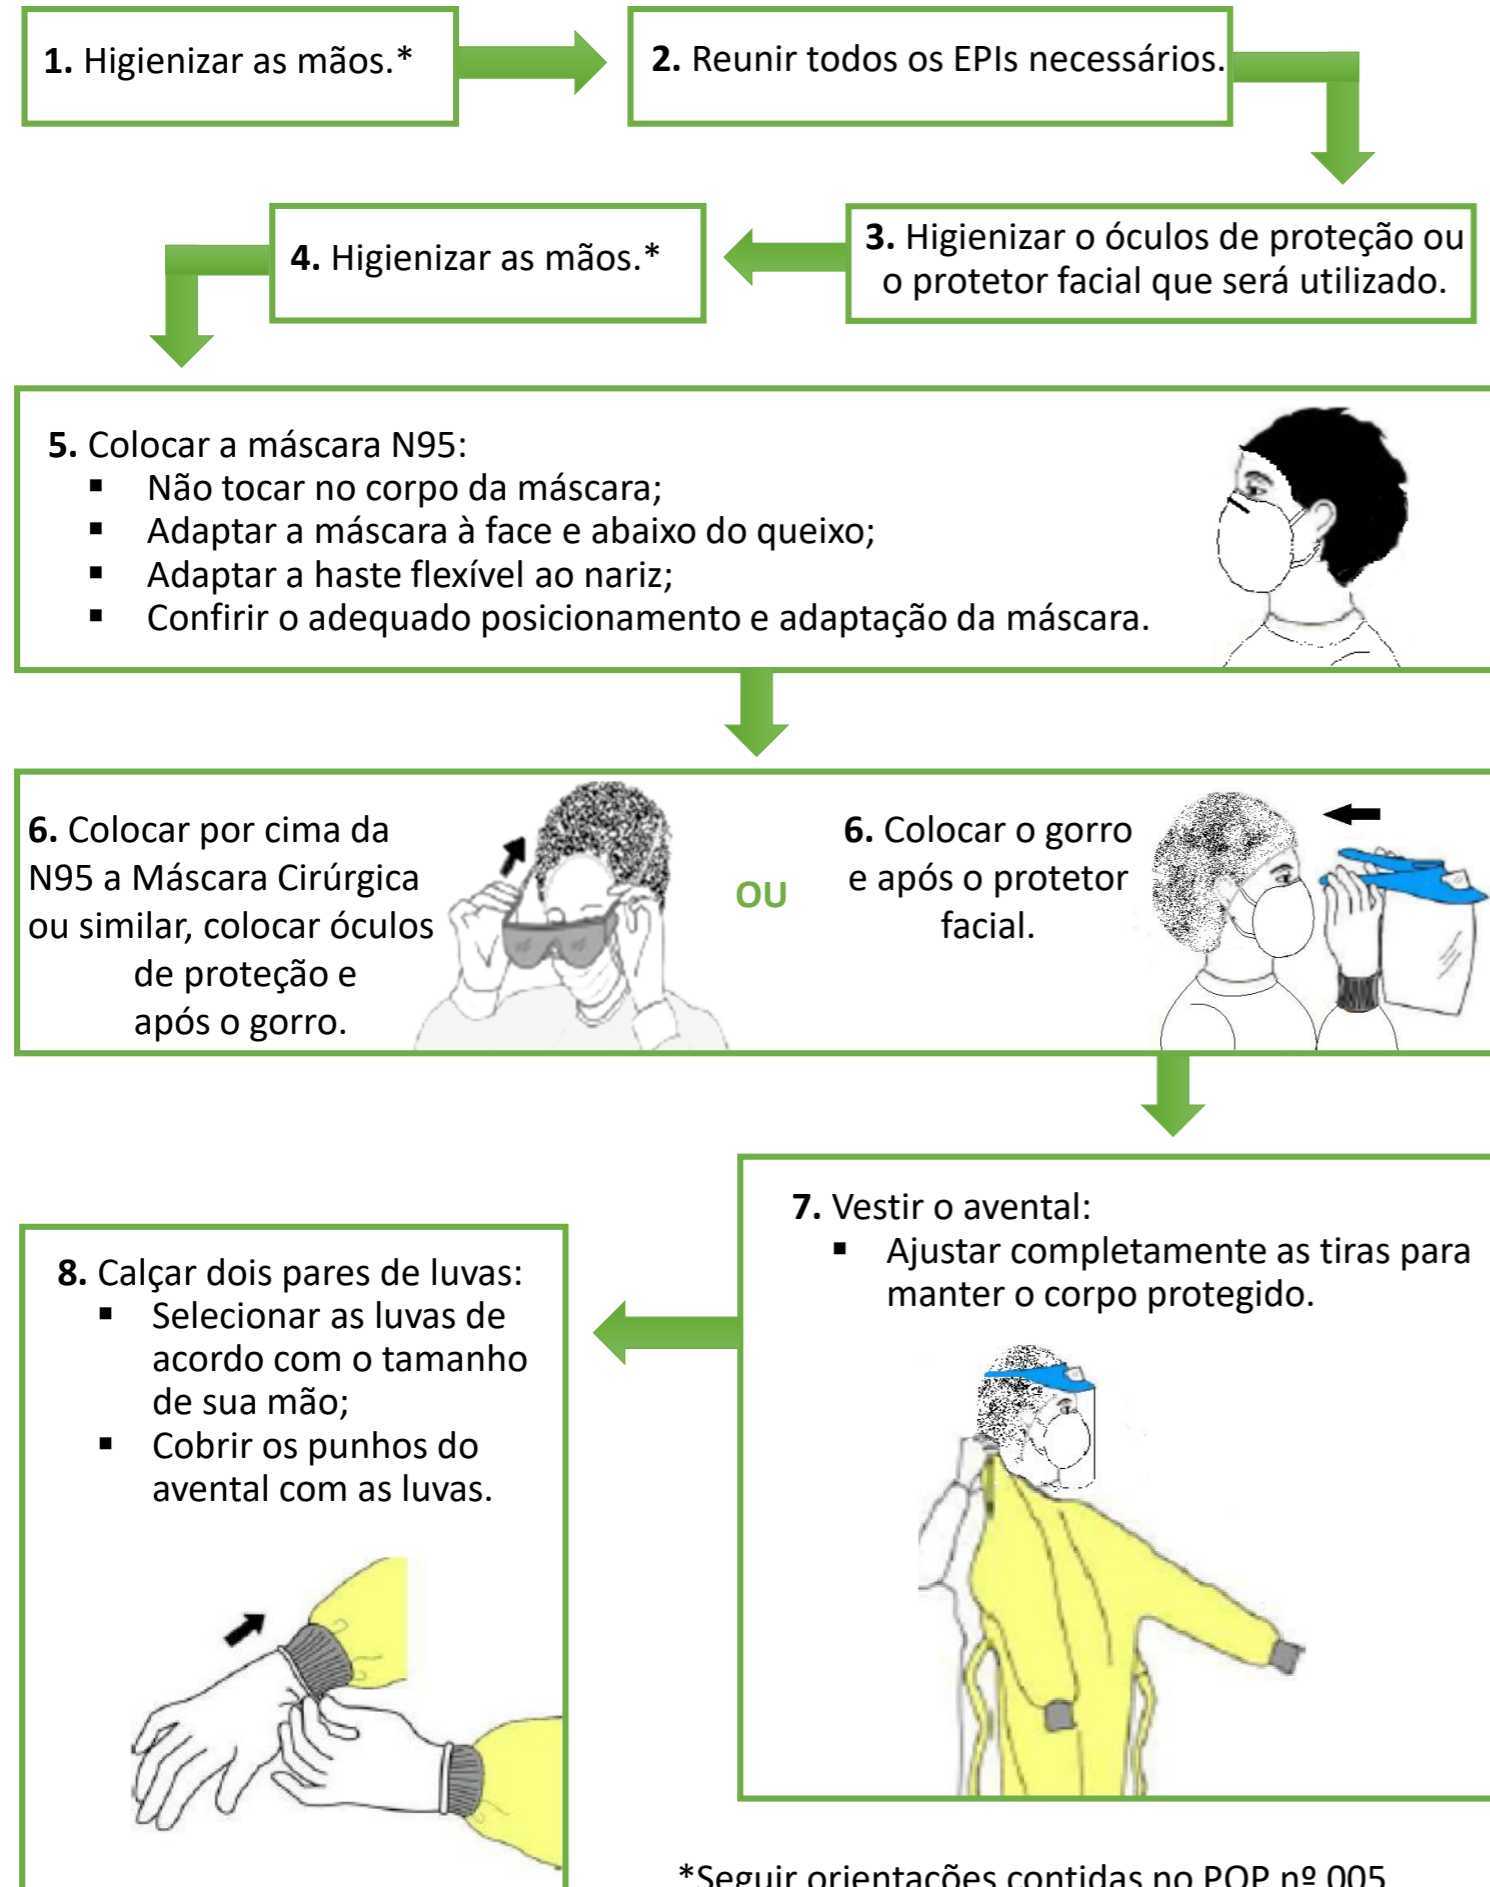 1. Higienizar as mãos.*
2. Reunir todos os EPIs necessários.
3. Higienizar o óculos de proteção ou
o protetor facial que será utilizado.
4. Higienizar as mãos.*
5. Colocar a máscara N95:
▪ Não tocar no corpo da máscara;
▪ Adaptar a máscara à face e abaixo do queixo;
▪ Adaptar a haste flexível ao nariz;
▪ Confirir o adequado posicionamento e adaptação da máscara.
6. Colocar por cima da
N95 a Máscara Cirúrgica
ou similar, colocar óculos
de proteção e
após o gorro.
OU
6. Colocar o gorro
e após o protetor
facial.
7. Vestir o avental:
▪ Ajustar completamente as tiras para
manter o corpo protegido.
8. Calçar dois pares de luvas:
▪ Selecionar as luvas de
acordo com o tamanho
de sua mão;
▪ Cobrir os punhos do
avental com as luvas.
*Seguir orientações contidas no POP nº 005